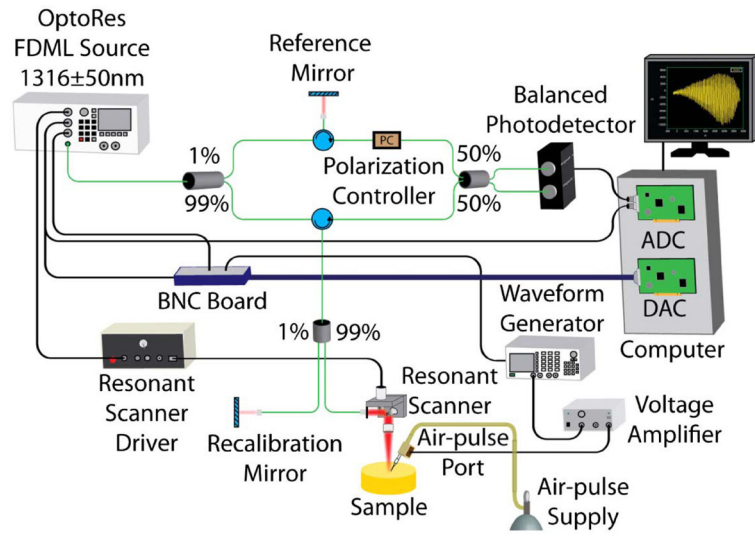 OptoRes
FDML Source
1316±50nm
Reference
Mirror
Balanced
Photodetector
1%
99%
PC
Polarization
Controller
50%
50%
ADC
DAC
Computer
BNC Board
Waveform
Generator
1%
99%
Resonant
Scanner
Driver
Recalibration
Mirror
Resonant
Scanner
Air-pulse
Port
Voltage
Amplifier
Sample
Air-pulse
Supply